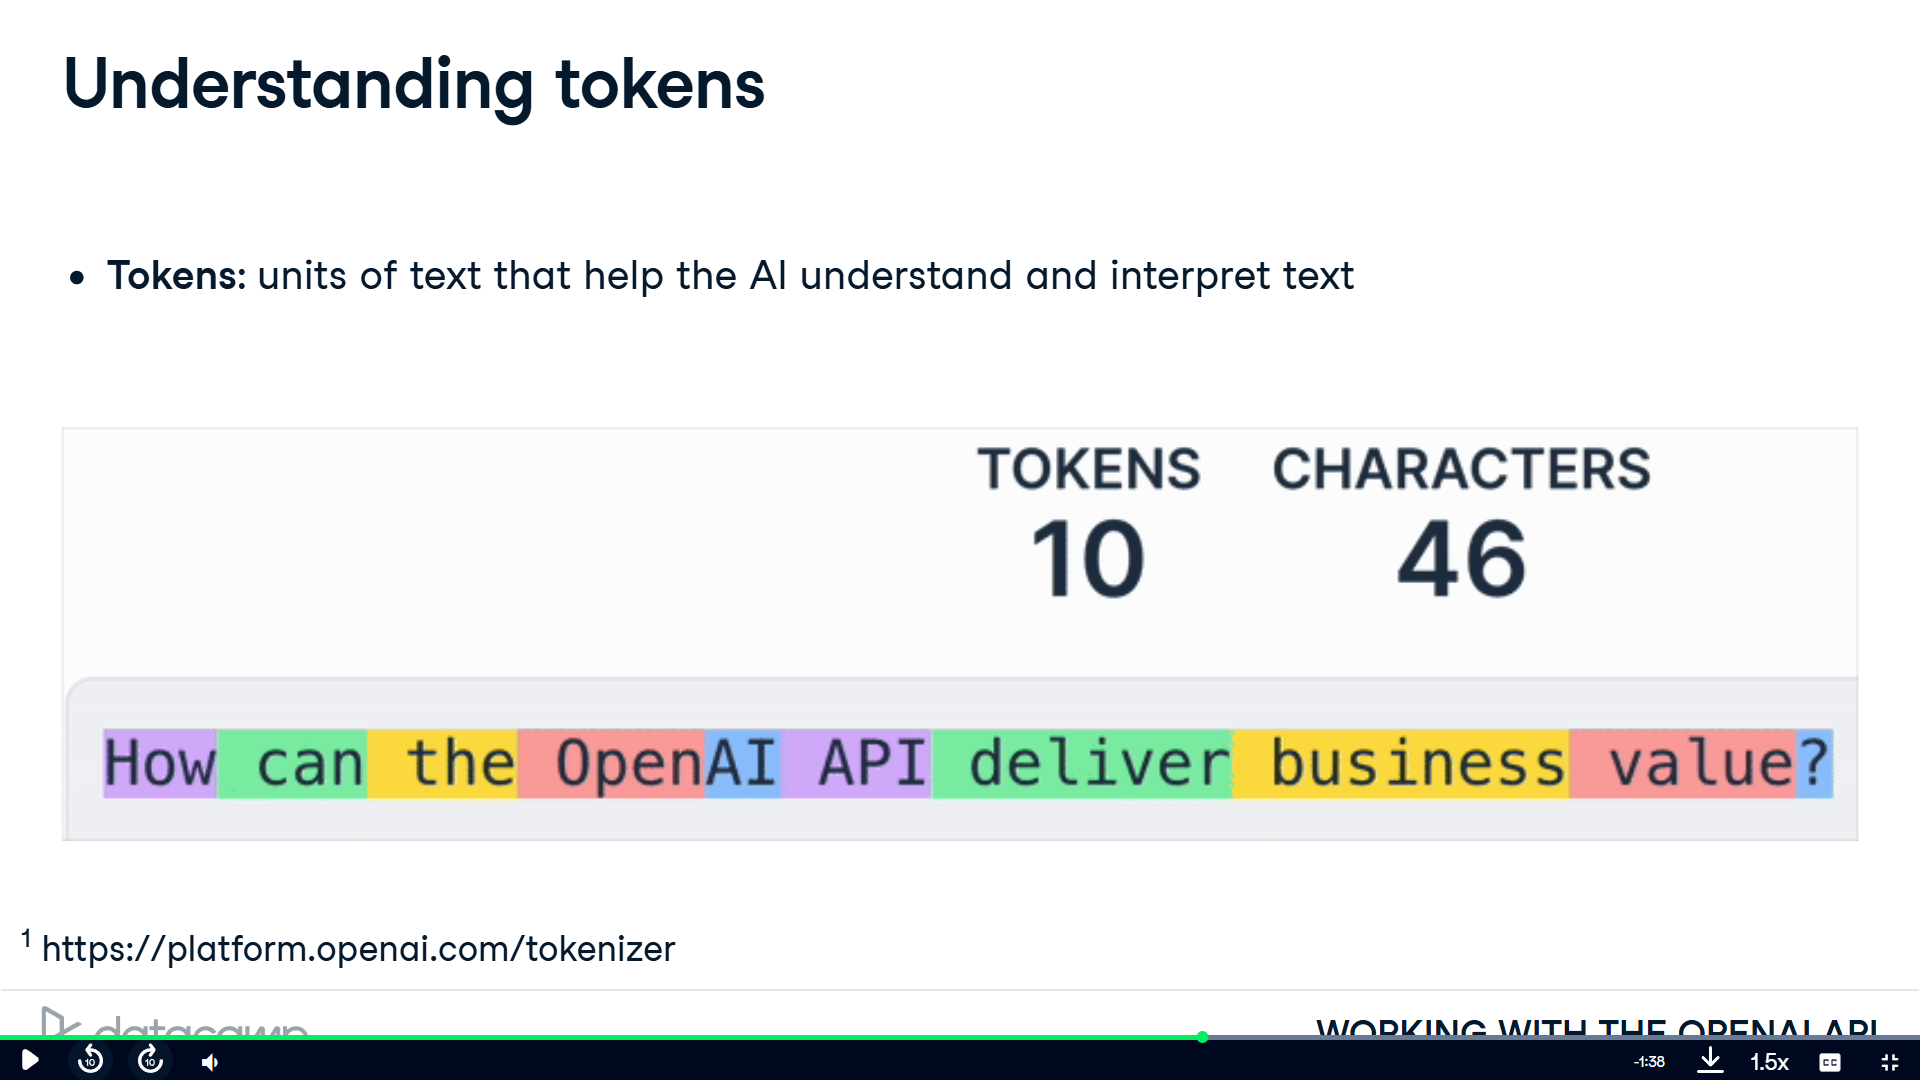 Understanding tokens
• Tokens: units of text that help the AI understand and interpret text
TOKENS CHARACTERS
10 46
How can the OpenAI API deliver business value?
1 https://platform.openai.com/tokenizer
datacamp WORKING WITH THE OPENAI API
10 10 -1:38 1.5x CC